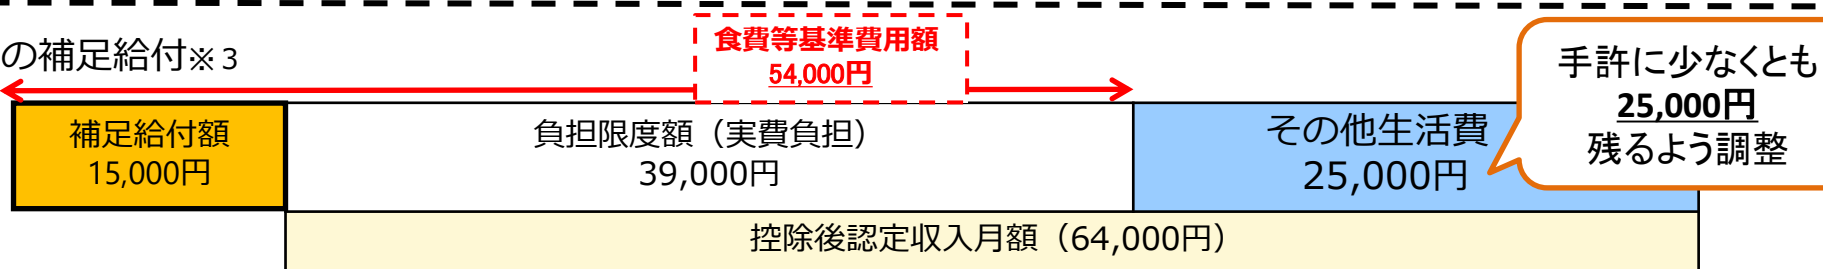 の補足給付※3
食費等基準費用額
54,000円
手許に少なくとも
25,000円
残るよう調整
補足給付額
15,000円
負担限度額（実費負担）
39,000円
その他生活費
25,000円
控除後認定収入月額（64,000円）